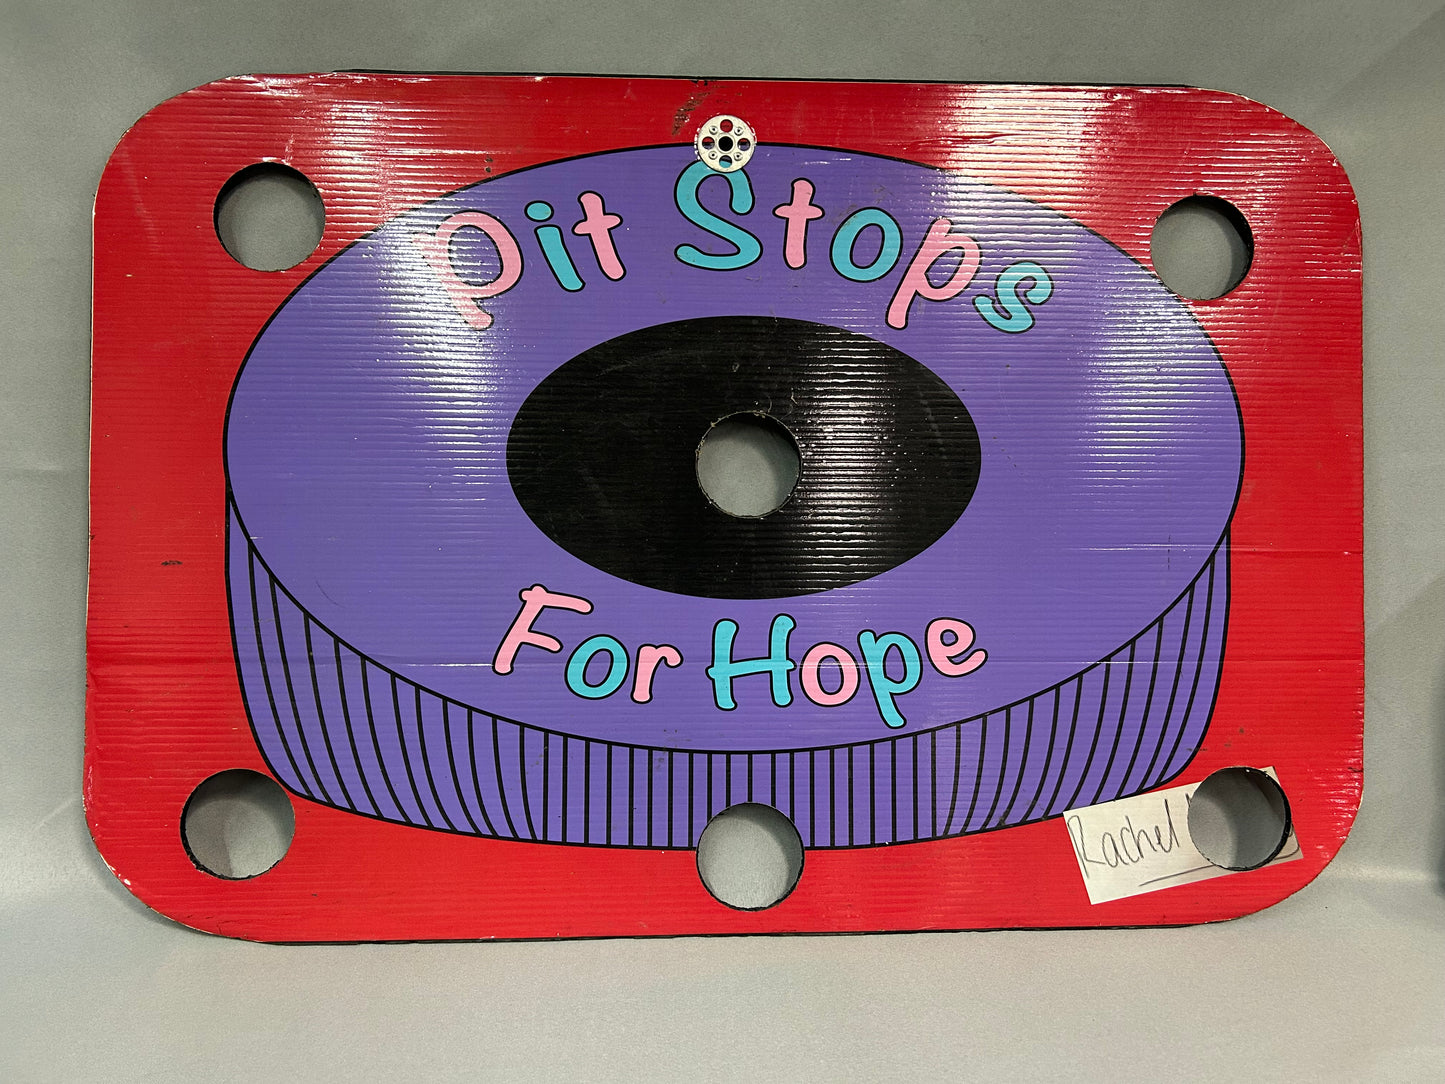 Pit Stops
For Hope
Rachel